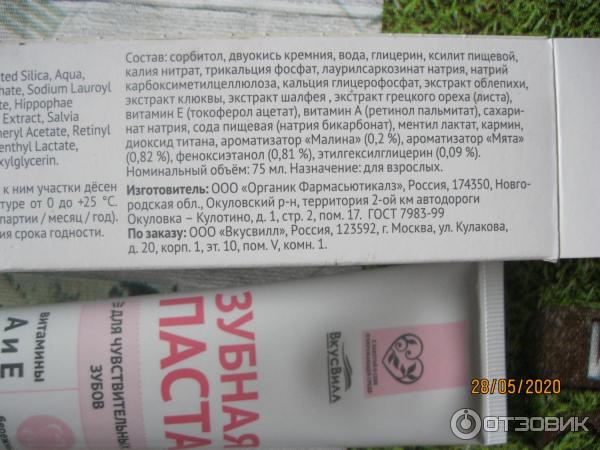 ted Silica, Aqua,
hate, Sodium Lauroyl
te, Hippophae
Extract, Salvia
heryl Acetate, Retinyl
enthyl Lactate,
xylglycerin.
к ним участки дёсен
туре от 0 до +25 °C.
партии / месяц / год).
ия срока годности.
Состав: сорбитол, двуокись кремния, вода, глицерин, ксилит пищевой,
калия нитрат, трикальция фосфат, лаурилсаркозинат натрия, натрий
карбоксиметилцеллюлоза, кальция глицерофосфат, экстракт облепихи,
экстракт клюквы, экстракт шалфея , экстракт грецкого ореха (листа),
витамин Е (токоферол ацетат), витамин А (ретинол пальмитат), сахари-
нат натрия, сода пищевая (натрия бикарбонат), ментил лактат, кармин,
диоксид титана, ароматизатор «Малина» (0,2 %), ароматизатор «Мята»
(0,82 %), феноксиэтанол (0,81 %), этилгексилглицерин (0,09 %).
Номинальный объём: 75 мл. Назначение: для взрослых.
Изготовитель: ООО «Органик Фармасьютикалз», Россия, 174350, Новго-
родская обл., Окуловский р-н, территория 2-ой км автодороги
Окуловка – Кулотино, д. 1, стр. 2, пом. 17. ГОСТ 7983-99
По заказу: ООО «Вкусвилл», Россия, 123592, г. Москва, ул. Кулакова,
д. 20, корп. 1, эт. 10, пом. V, комн. 1.
ВкусВилл
ЗУБНАЯ
ПАСТА
ДЛЯ ЧУВСТВИТЕЛЬНЫХ
ЗУБОВ
Витамины
А и Е
28/05/2020
ОТЗОВИК